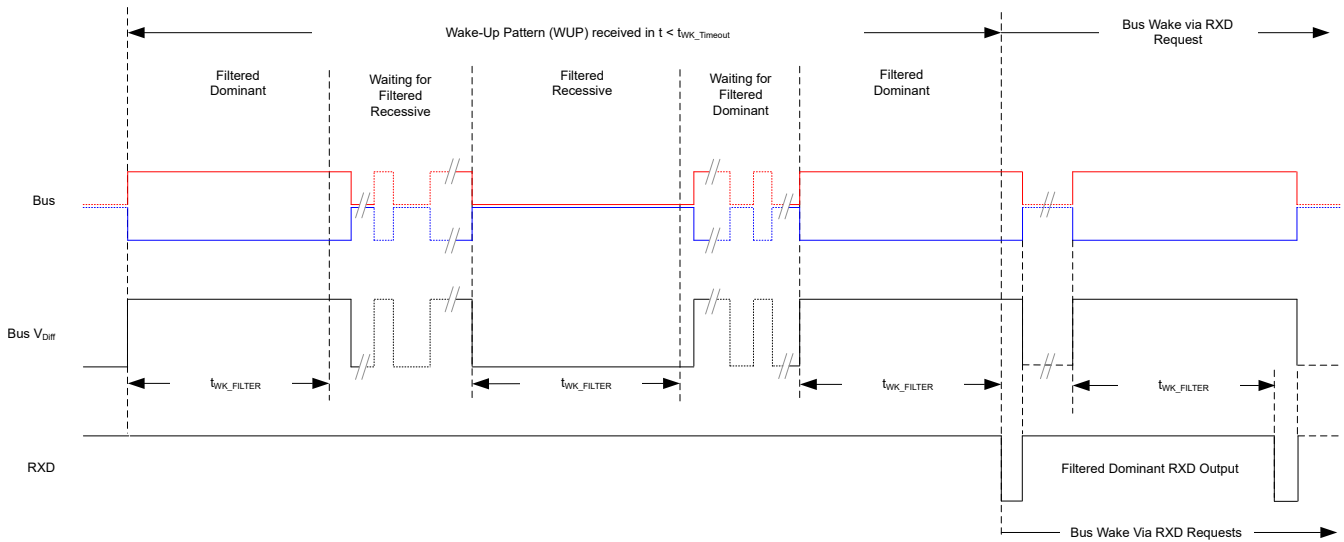 Wake-Up Pattern (WUP) received in t < tWK_Timeout
Bus Wake via RXD
Request
Filtered
Dominant
Waiting for
Filtered
Recessive
Filtered
Recessive
Waiting for
Filtered
Dominant
Filtered
Dominant
Bus
Bus VDiff
tWK_FILTER
tWK_FILTER
tWK_FILTER
tWK_FILTER
RXD
Filtered Dominant RXD Output
Bus Wake Via RXD Requests